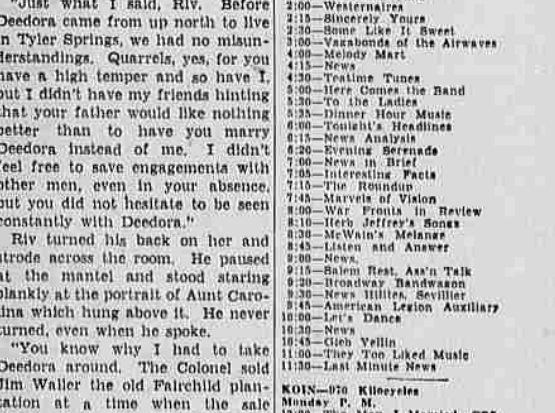 "Just what I said, Riv. Before
Deedora came from up north to live
in Tyler Springs, we had no misun-
derstandings. Quarrels, yes, for you
have a high temper and so have I,
but I didn't have my friends hinting
that your father would like nothing
better than to have you marry
Deedora instead of me. I didn't
feel free to save engagements with
other men, even in your absence,
but you did not hesitate to be seen
constantly with Deedora."
Riv turned his back on her and
strode across the room. He paused
at the mantel and stood staring
blankly at the portrait of Aunt Caro-
lina which hung above it. He never
turned, even when he spoke.
"You know why I had to take
Deedora around. The Colonel sold
Jim Waller the old Fairchild plan-
tation at a time when the sale
2:00—Westernaires
2:15—Sincerely Yours
2:30—Some Like It Sweet
3:00—Vagabonds of the Airwaves
4:00—Melody Mart
4:15—News
4:30—Teatime Tunes
5:00—Here Comes the Band
5:30—To the Ladies
5:35—Dinner Hour Music
6:00—Tonight's Headlines
6:15—News Analysis
6:20—Evening Serenade
7:00—News in Brief
7:05—Interesting Facts
7:15—The Roundup
7:45—Marvels of Vision
8:00—War Fronts in Review
8:10—Herb Jeffrey's Songs
8:30—McWain's Melange
8:45—Listen and Answer
9:00—News.
9:15—Salem Rest. Ass'n Talk
9:20—Broadway Bandwagon
9:30—News Hilites, Sevillier
9:45—American Legion Auxiliary
10:00—Let's Dance
10:30—News
10:45—Glen Yellin
11:00—They Too Liked Music
11:30—Last Minute News
KOIN—970 Kilocycles
Monday P. M.